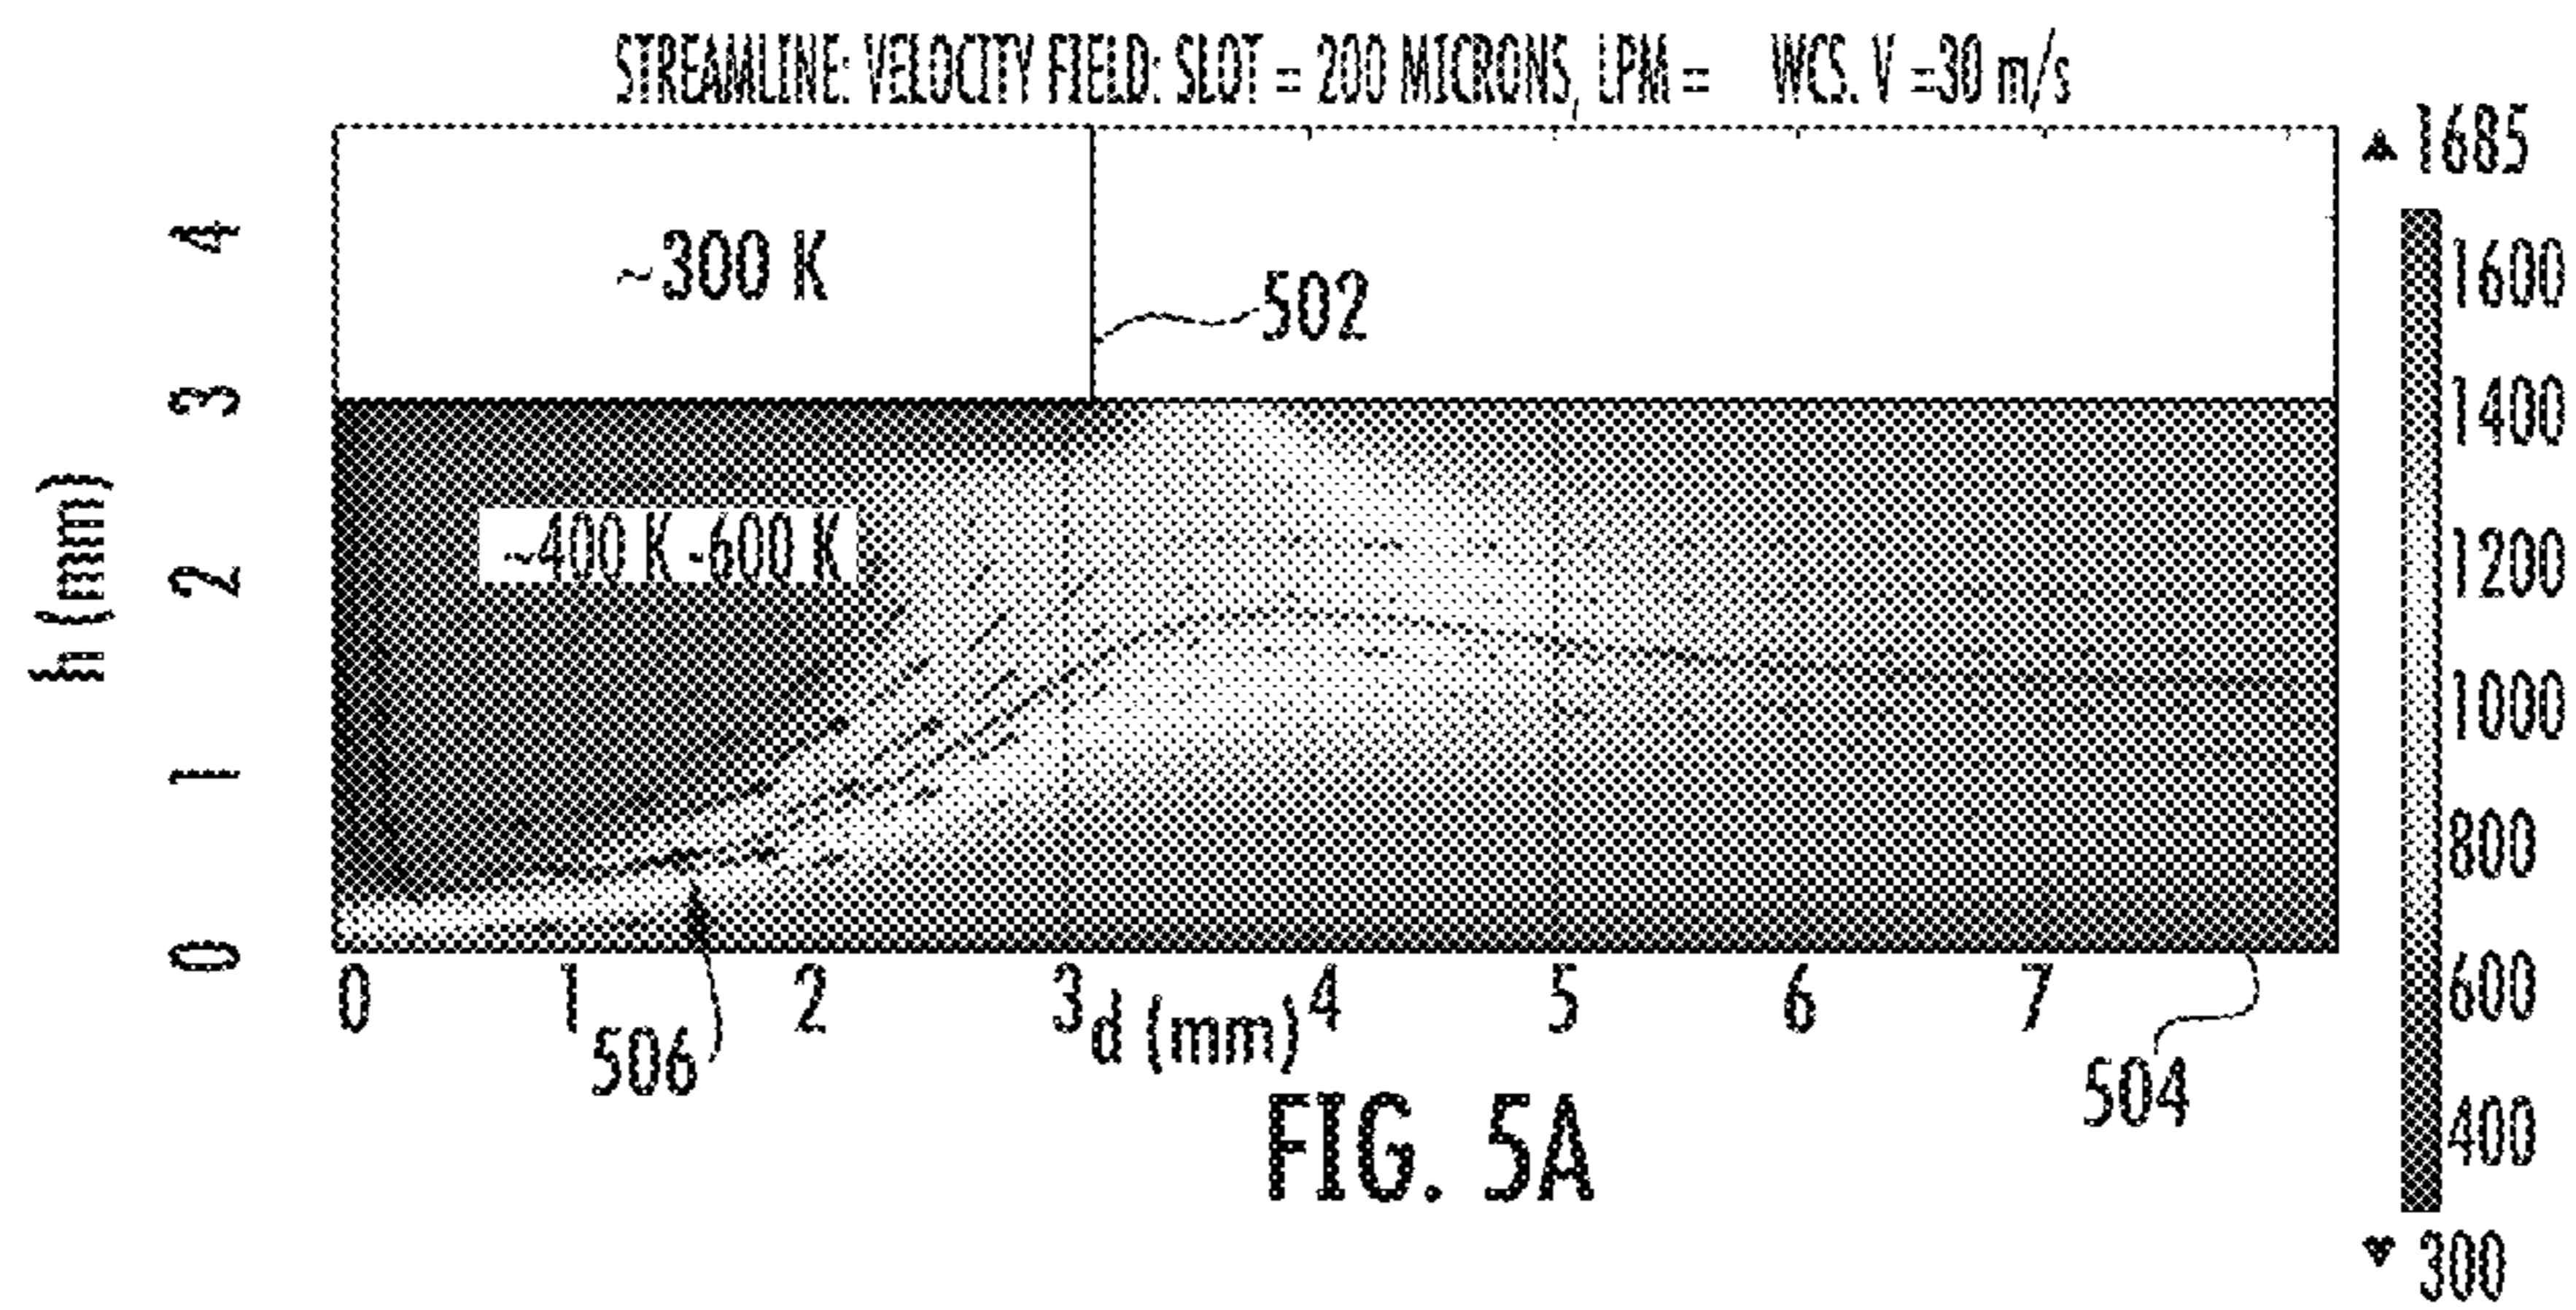 STREAMLINE: VELOCITY FIELD: SLOT = 200 MICRONS, LPM = WCS. V =30 m/s
1685
4
~300 K
502
1600
3
1400
h (mm)
~400 K -600 K
2
1200
1
1000
800
0
0 1 2 3 d (mm) 4 5 6 7
600
506
504
400
FIG. 5A
300